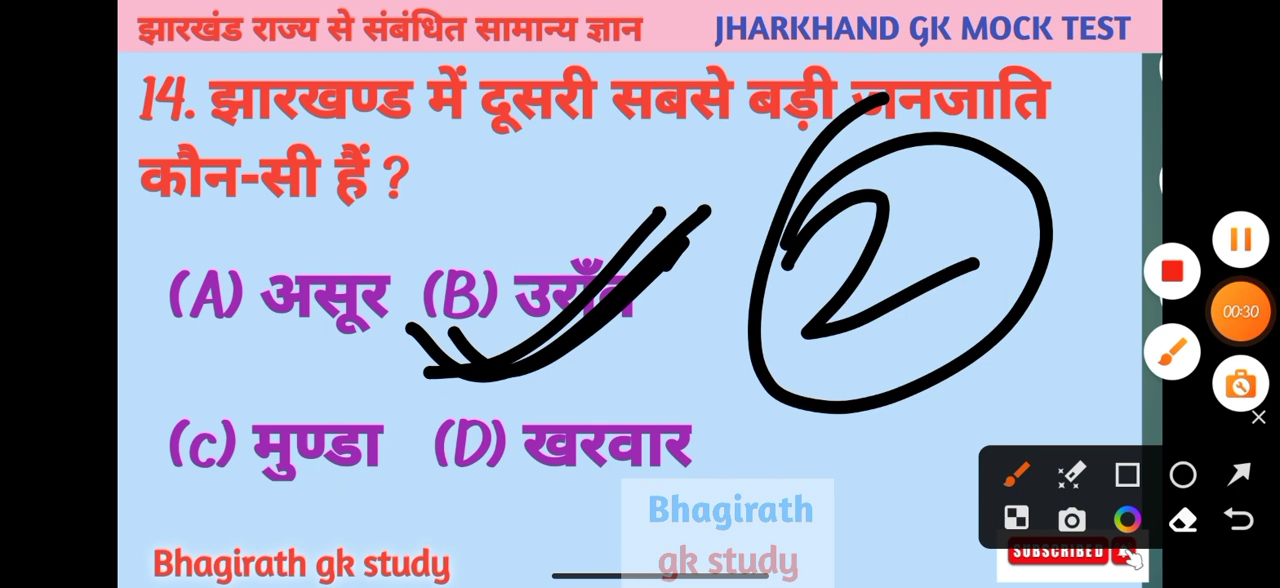 झारखंड राज्य से संबंधित सामान्य ज्ञान JHARKHAND GK MOCK TEST
14. झारखण्ड में दूसरी सबसे बड़ी जनजाति
कौन-सी हैं ?
2
(A) असूर (B) उराँव
00:30
(C) मुण्डा (D) खरवार
Bhagirath
gk study
Bhagirath gk study
SUBSCRIBED